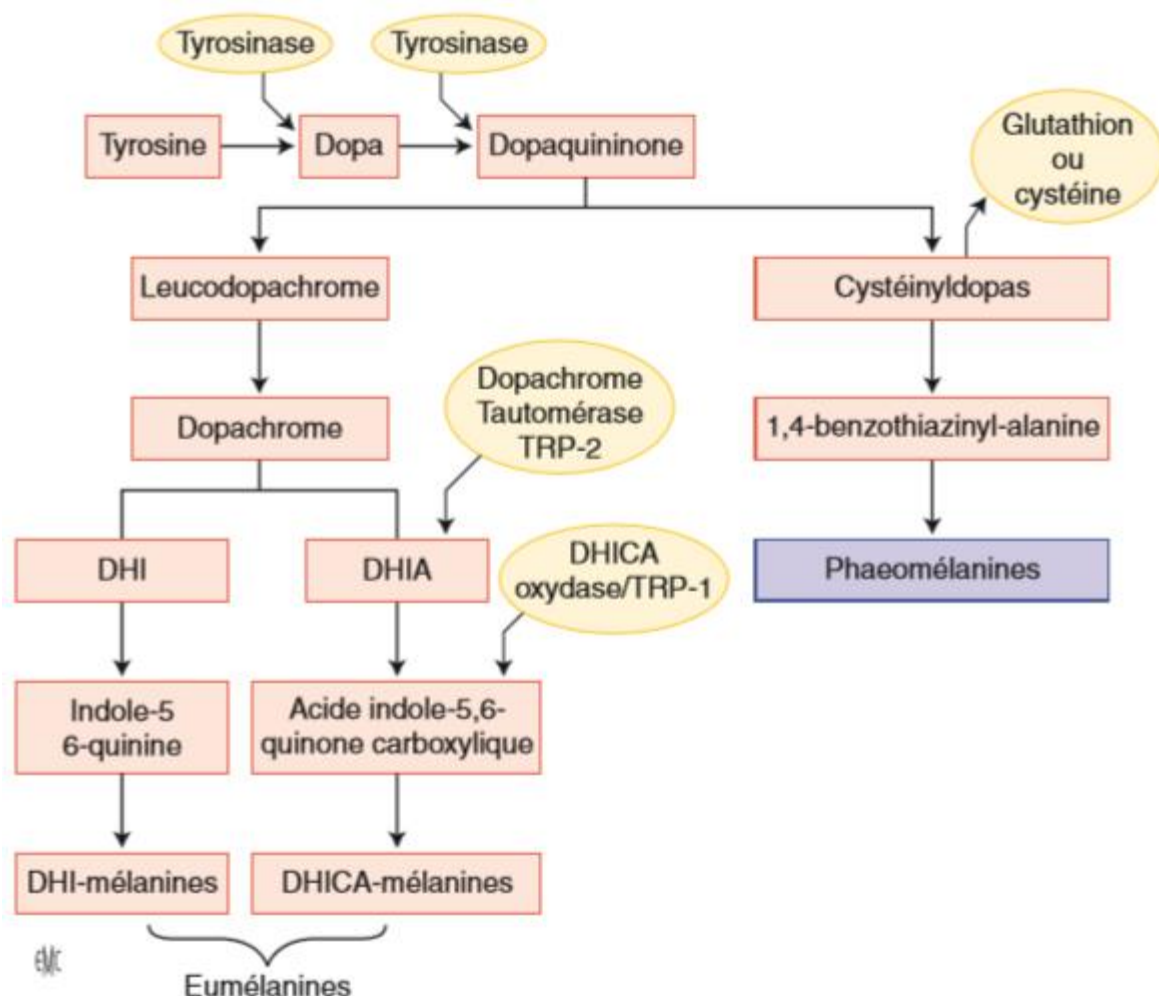 Tyrosinase
Tyrosinase
Tyrosine
Dopa
Dopaquininone
Glutathion
ou
cystéine
Leucodopachrome
Cystéinyldopas
Dopachrome
Dopachrome
Tautomérase
TRP-2
1,4-benzothiazinyl-alanine
DHI
DHIA
DHICA
oxydase/TRP-1
Phaeomélanines
Indole-5
6-quinine
Acide indole-5,6-
quinone carboxylique
DHI-mélanines
DHICA-mélanines
EMC
Eumélanines